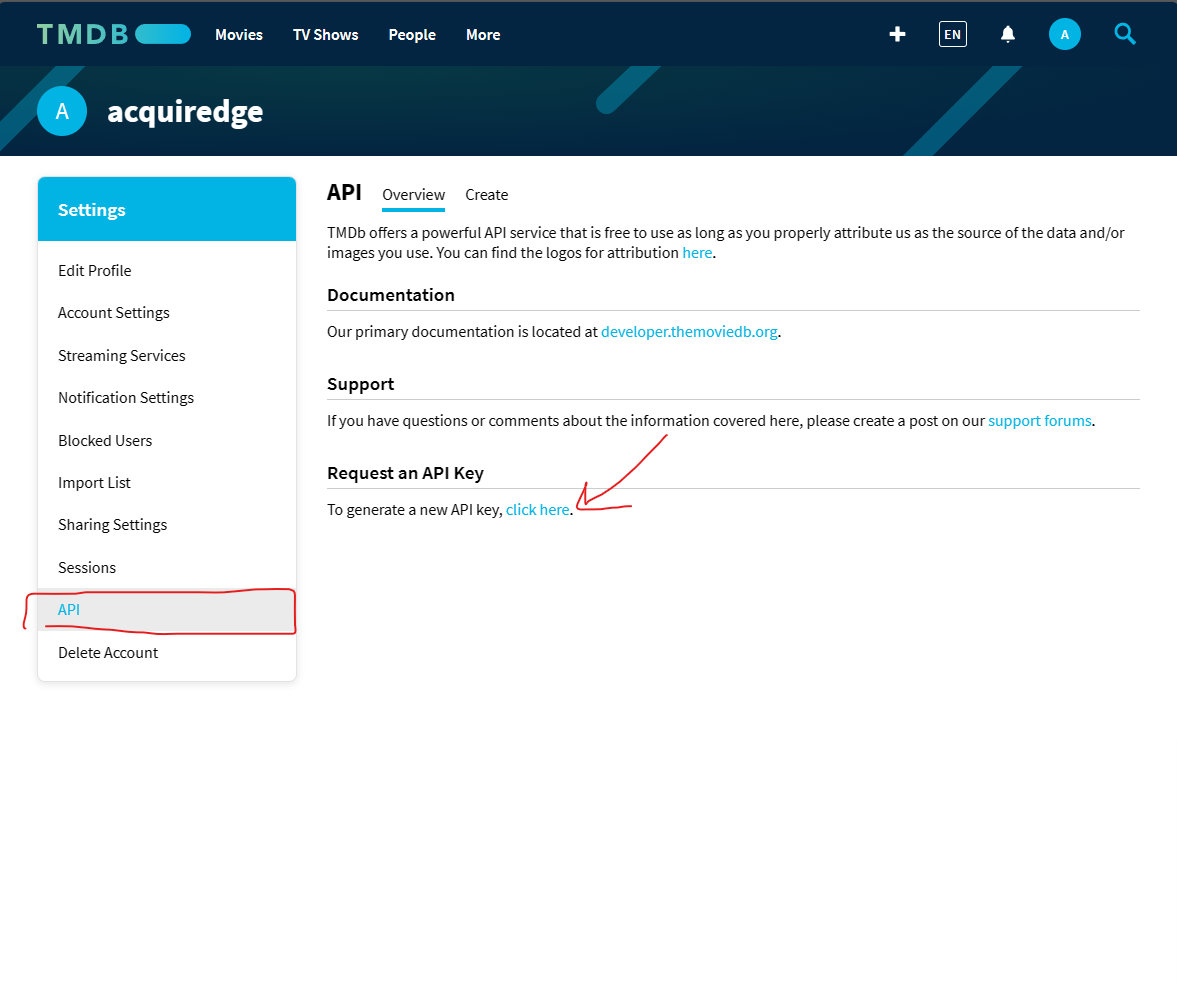 TMDB Movies TV Shows People More EN A
A acquiredge
Settings
Edit Profile
Account Settings
Streaming Services
Notification Settings
Blocked Users
Import List
Sharing Settings
Sessions
API
Delete Account
API Overview Create
TMDb offers a powerful API service that is free to use as long as you properly attribute us as the source of the data and/or
images you use. You can find the logos for attribution here.
Documentation
Our primary documentation is located at developer.themoviedb.org.
Support
If you have questions or comments about the information covered here, please create a post on our support forums.
Request an API Key
To generate a new API key, click here.